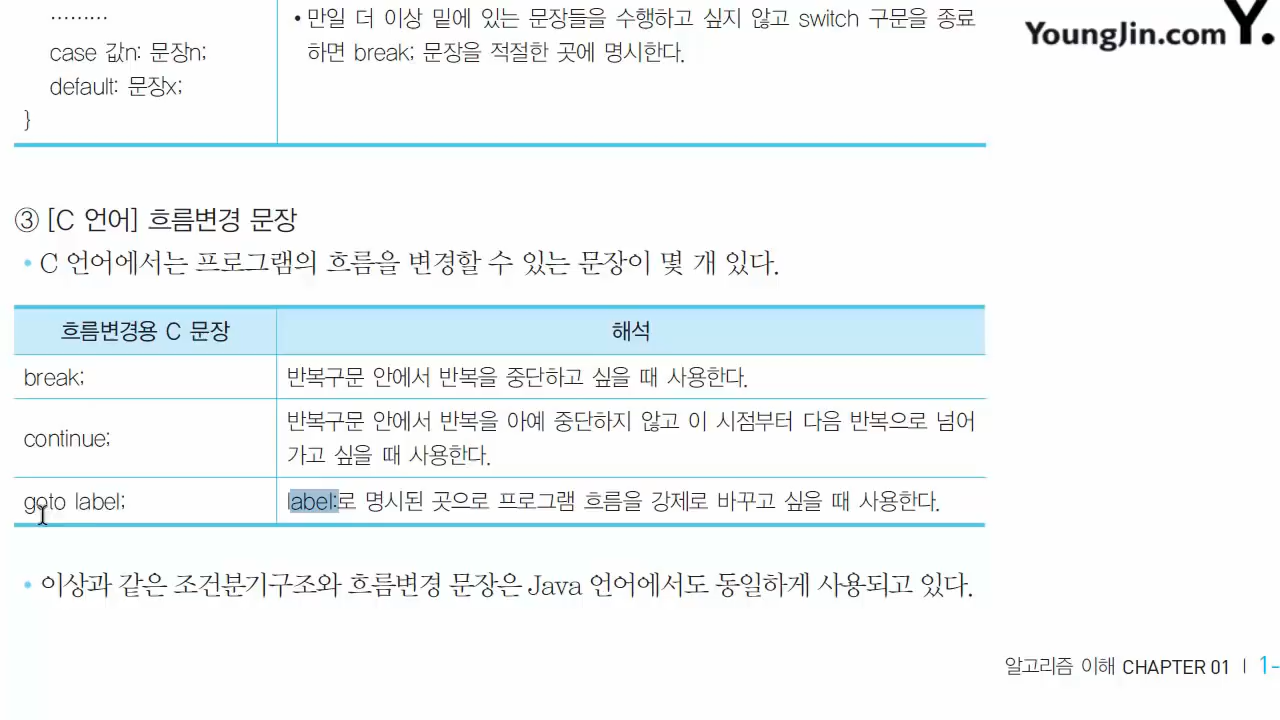 ………
case 값n: 문장n;
default: 문장x;
}
• 만일 더 이상 밑에 있는 문장들을 수행하고 싶지 않고 switch 구문을 종료
하면 break; 문장을 적절한 곳에 명시한다.
YoungJin.com Y.
③ [C 언어] 흐름변경 문장
• C 언어에서는 프로그램의 흐름을 변경할 수 있는 문장이 몇 개 있다.
흐름변경용 C 문장
해석
break;
반복구문 안에서 반복을 중단하고 싶을 때 사용한다.
continue;
반복구문 안에서 반복을 아예 중단하지 않고 이 시점부터 다음 반복으로 넘어
가고 싶을 때 사용한다.
goto label;
label:로 명시된 곳으로 프로그램 흐름을 강제로 바꾸고 싶을 때 사용한다.
• 이상과 같은 조건분기구조와 흐름변경 문장은 Java 언어에서도 동일하게 사용되고 있다.
알고리즘 이해 CHAPTER 01 | 1-